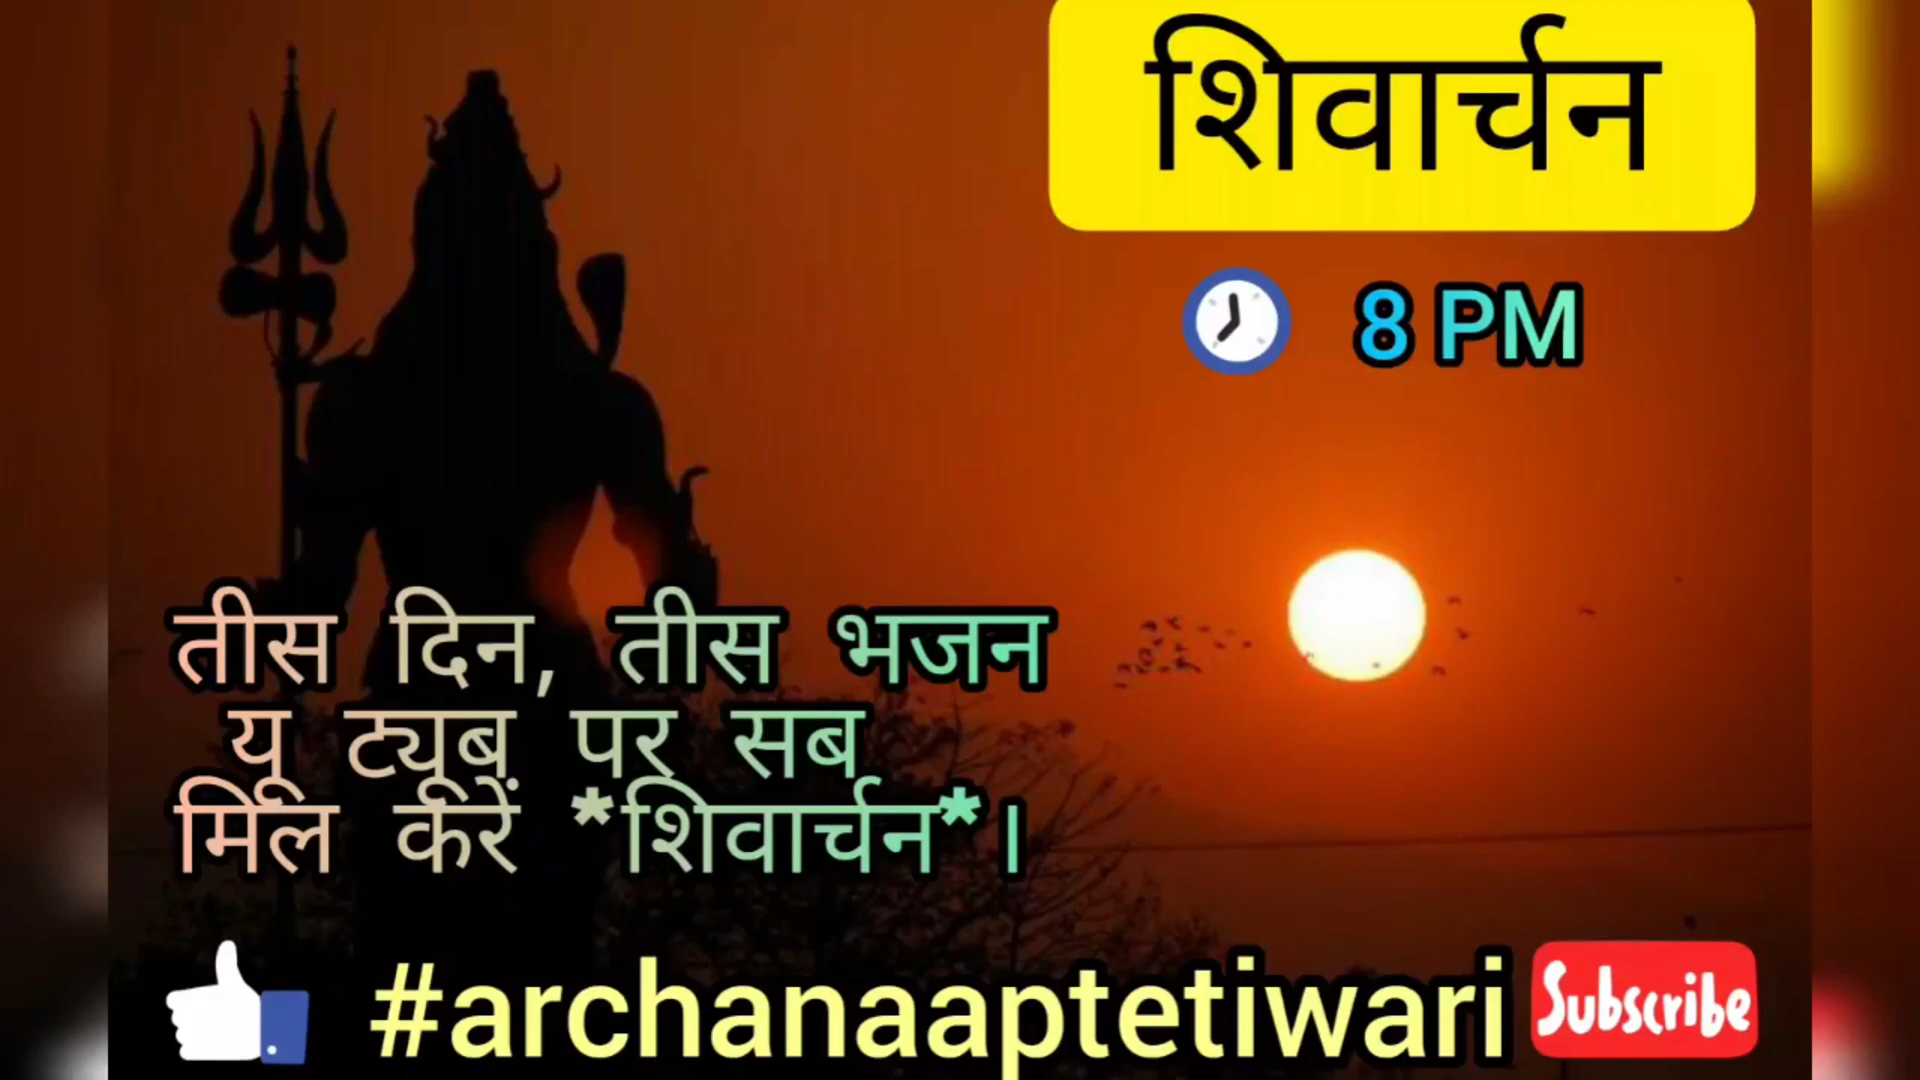 शिवार्चन
8 PM
तीस दिन, तीस भजन
यू ट्यूब पर सब
मिल करें *शिवार्चन*।
#archanaaptetiwari Subscribe